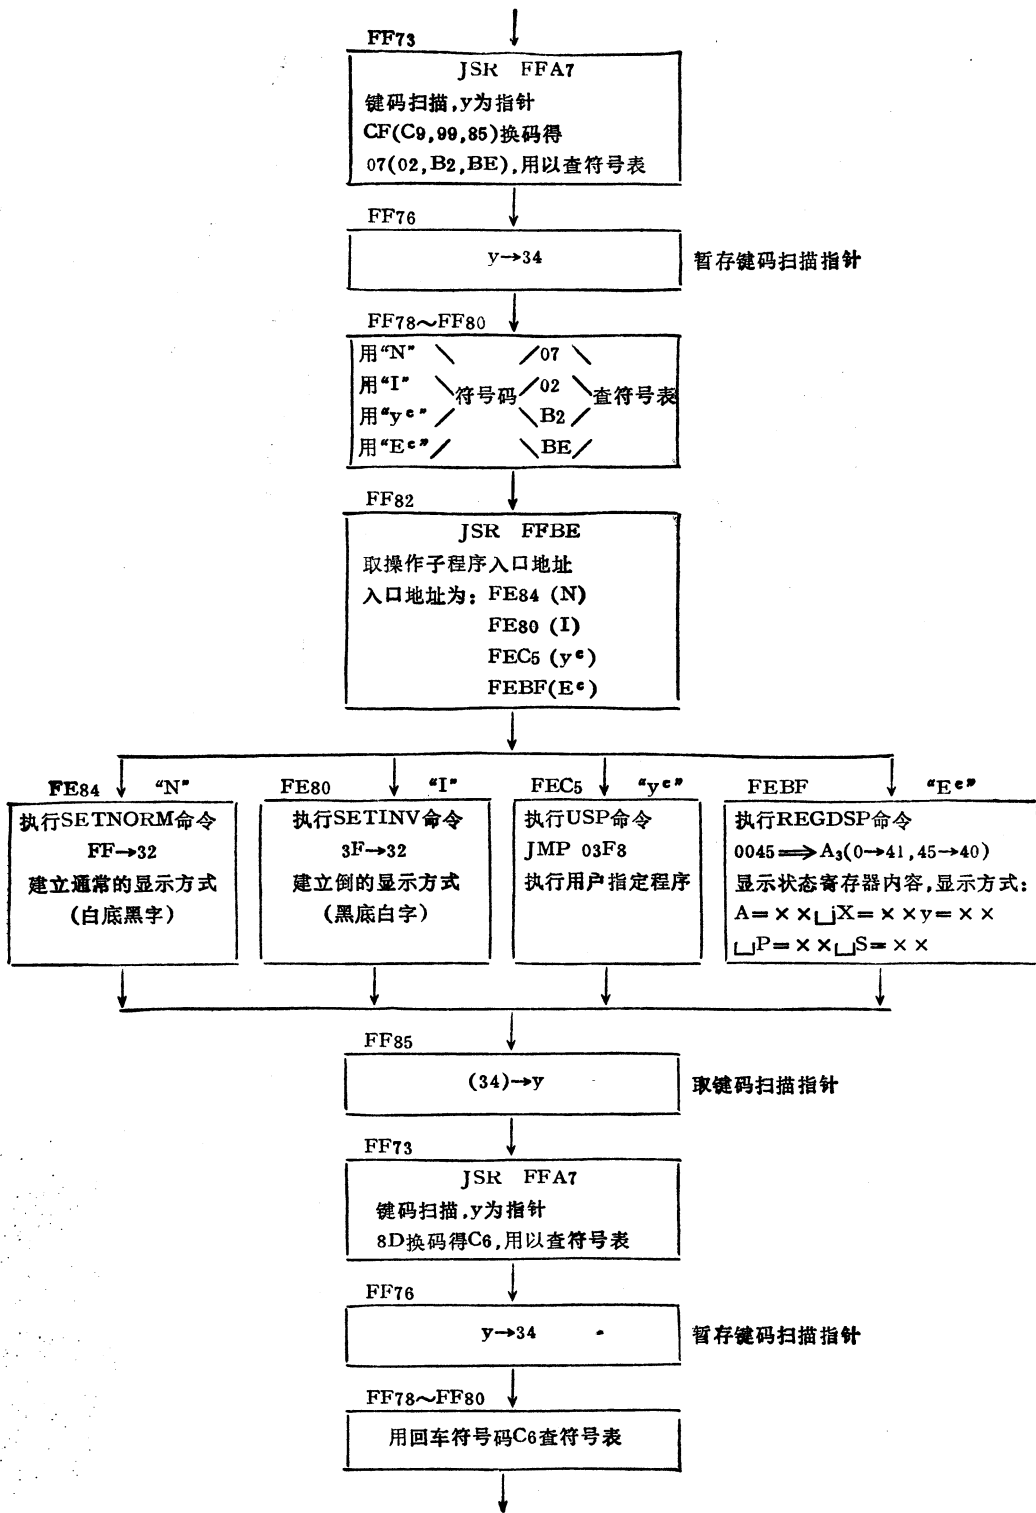 FF73
JSR FFA7
键码扫描,y为指针
CF(C9,99,85)换码得
07(02,B2,BE),用以查符号表
FF76
y→34
暂存键码扫描指针
FF78～FF80
用“N” ＼ ／07 ＼
用“I” ＼符号码／02 ＼查符号表
用“yᶜ”／ ＼B2／
用“Eᶜ”／ ＼BE／
FF82
JSR FFBE
取操作子程序入口地址
入口地址为: FE84 (N)
FE80 (I)
FEC5 (yᶜ)
FEBF(Eᶜ)
FE84 “N”
执行SETNORM命令
FF→32
建立通常的显示方式
(白底黑字)
FE80 “I”
执行SETINV命令
3F→32
建立倒的显示方式
(黑底白字)
FEC5 “yᶜ”
执行USP命令
JMP 03F8
执行用户指定程序
FEBF “Eᶜ”
执行REGDSP命令
0045⟹A₃(0→41,45→40)
显示状态寄存器内容,显示方式:
A=××⊔jX=××y=××
⊔P=××⊔S=××
FF85
(34)→y
取键码扫描指针
FF73
JSR FFA7
键码扫描,y为指针
8D换码得C6,用以查符号表
FF76
y→34
暂存键码扫描指针
FF78～FF80
用回车符号码C6查符号表